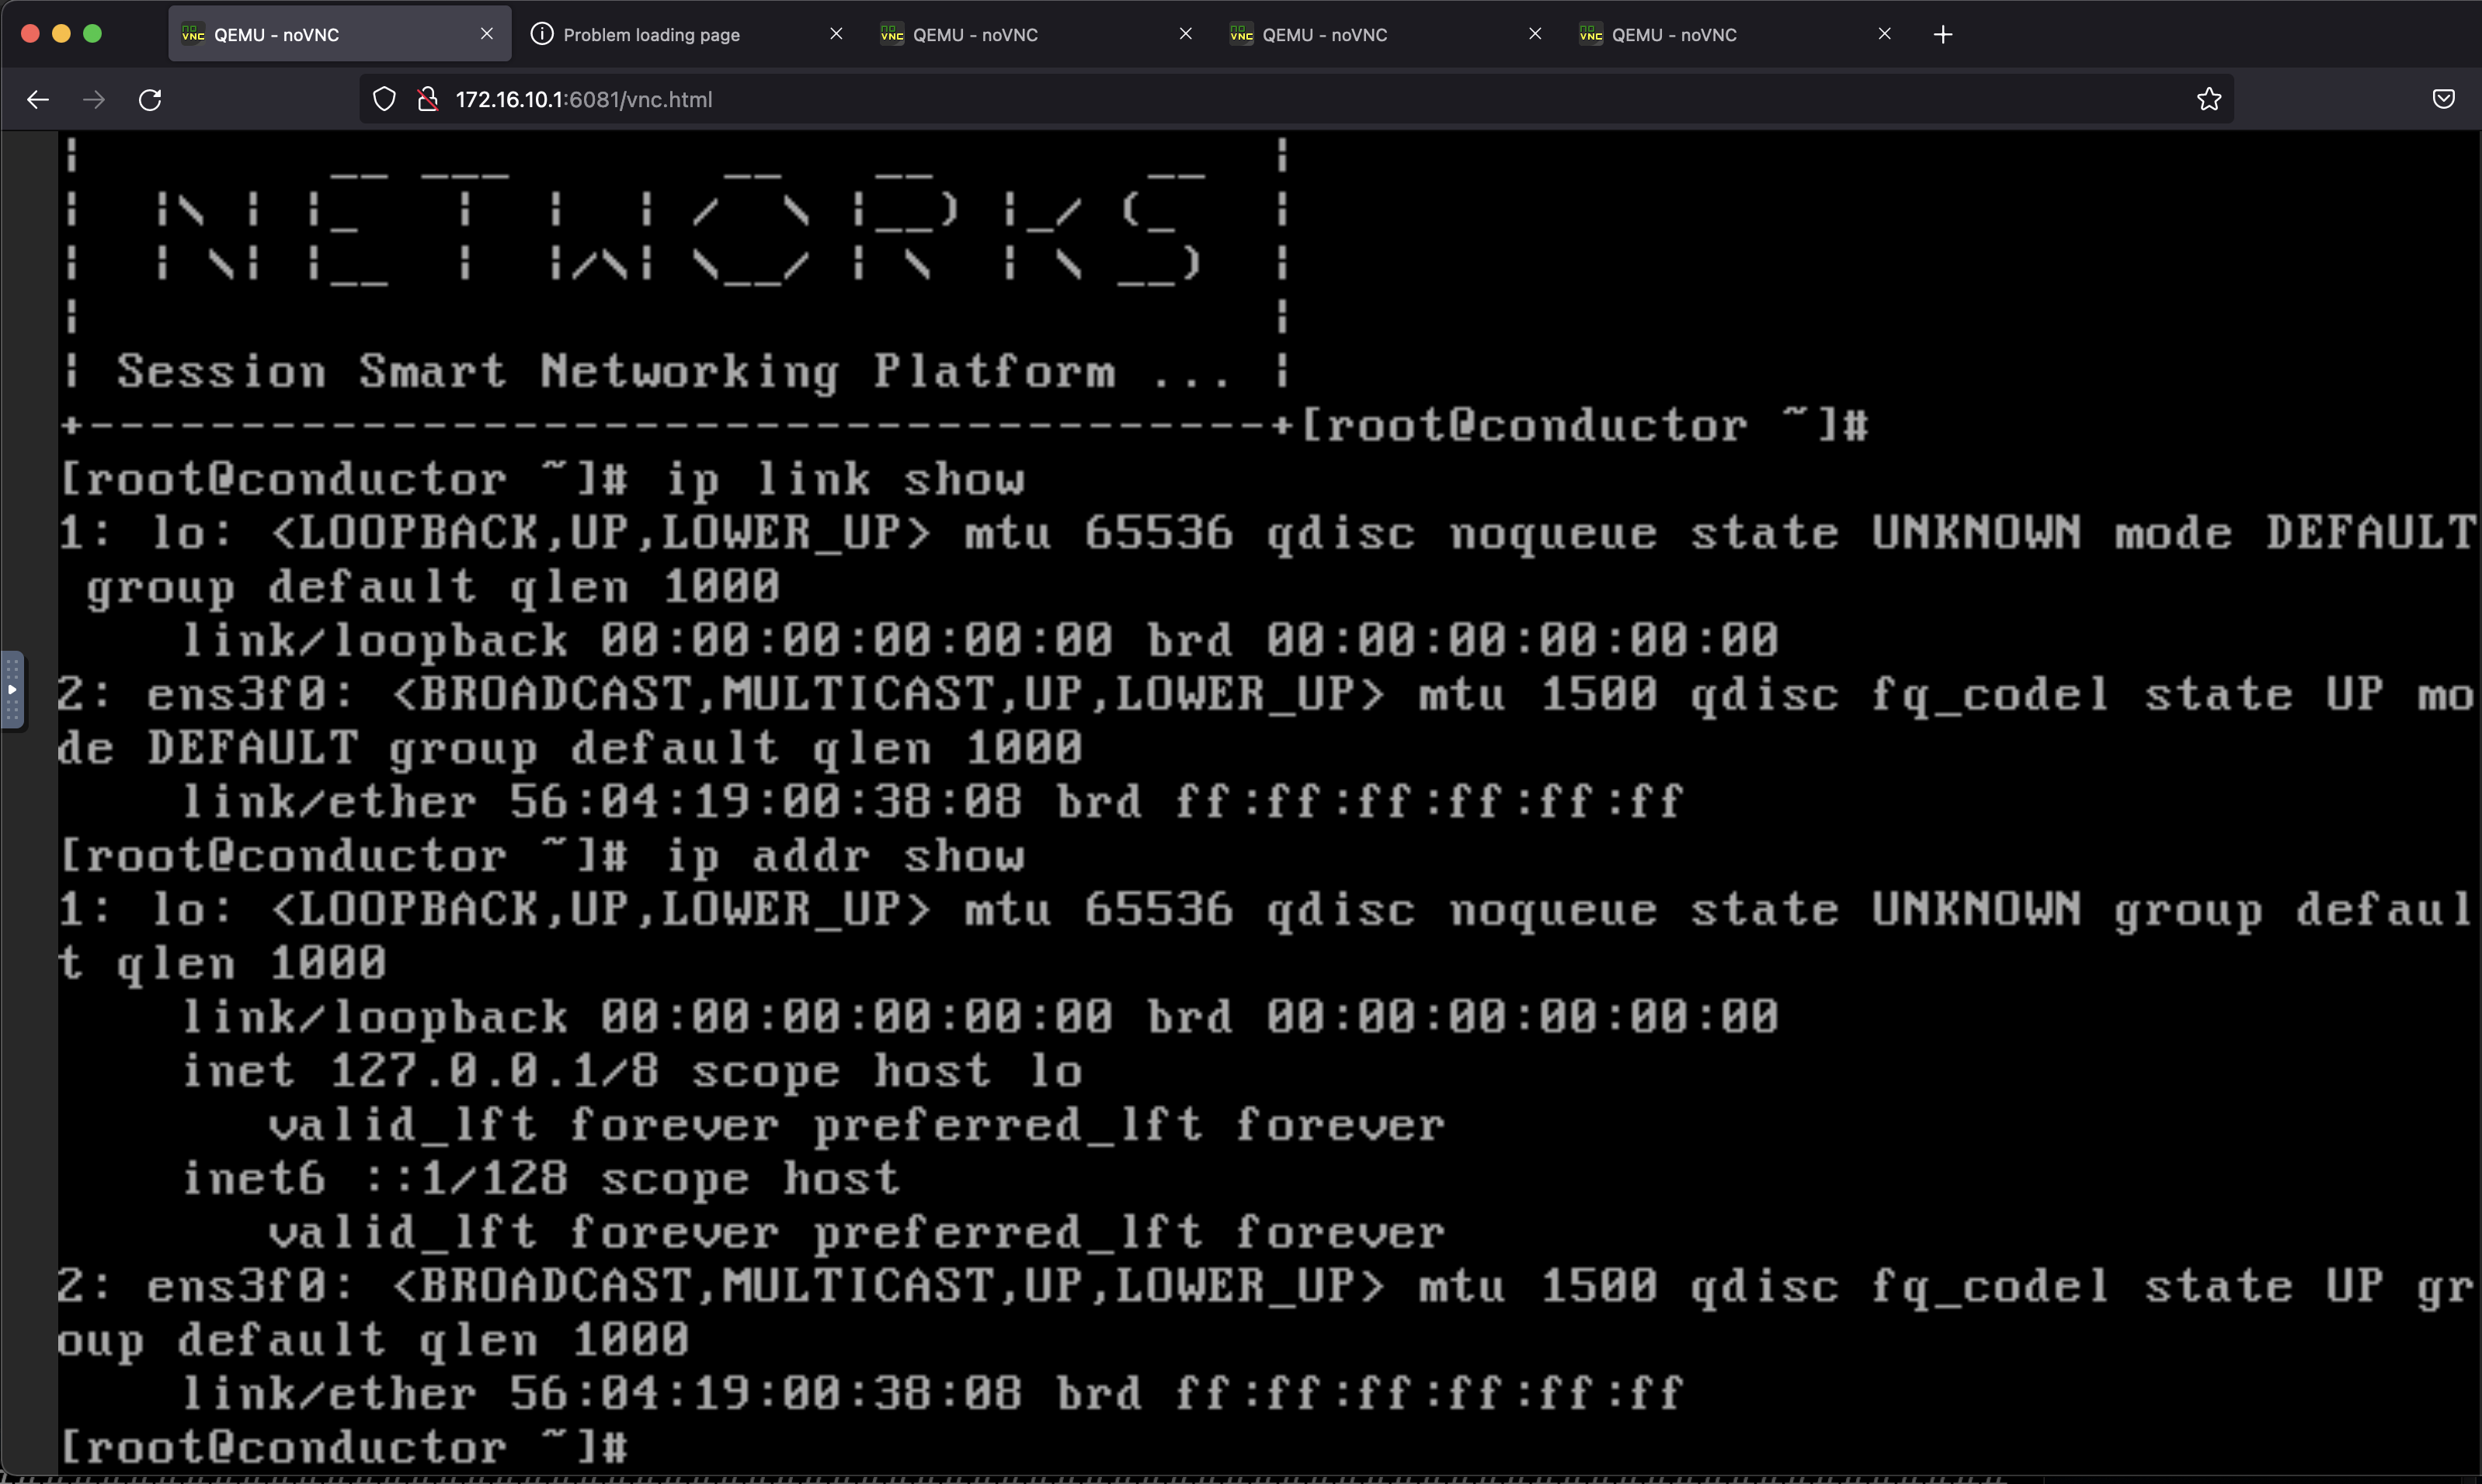 QEMU - noVNC
Problem loading page
QEMU - noVNC
QEMU - noVNC
QEMU - noVNC
172.16.10.1:6081/vnc.html
NETWORKS
| Session Smart Networking Platform ... |
+---------------------------------------+[root@conductor ~]#
[root@conductor ~]# ip link show
1: lo: <LOOPBACK,UP,LOWER_UP> mtu 65536 qdisc noqueue state UNKNOWN mode DEFAULT
 group default qlen 1000
    link/loopback 00:00:00:00:00:00 brd 00:00:00:00:00:00
2: ens3f0: <BROADCAST,MULTICAST,UP,LOWER_UP> mtu 1500 qdisc fq_codel state UP mo
de DEFAULT group default qlen 1000
    link/ether 56:04:19:00:38:08 brd ff:ff:ff:ff:ff:ff
[root@conductor ~]# ip addr show
1: lo: <LOOPBACK,UP,LOWER_UP> mtu 65536 qdisc noqueue state UNKNOWN group defaul
t qlen 1000
    link/loopback 00:00:00:00:00:00 brd 00:00:00:00:00:00
    inet 127.0.0.1/8 scope host lo
       valid_lft forever preferred_lft forever
    inet6 ::1/128 scope host
       valid_lft forever preferred_lft forever
2: ens3f0: <BROADCAST,MULTICAST,UP,LOWER_UP> mtu 1500 qdisc fq_codel state UP gr
oup default qlen 1000
    link/ether 56:04:19:00:38:08 brd ff:ff:ff:ff:ff:ff
[root@conductor ~]#